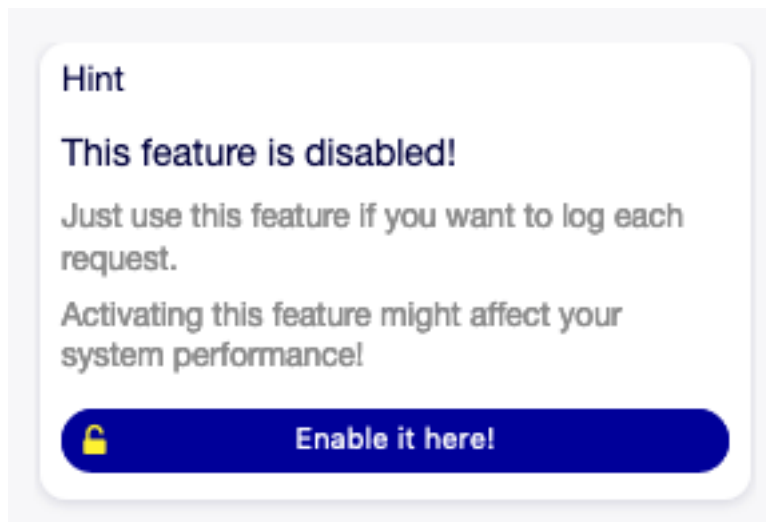 Hint
This feature is disabled!
Just use this feature if you want to log each
request.
Activating this feature might affect your
system performance!
Enable it here!